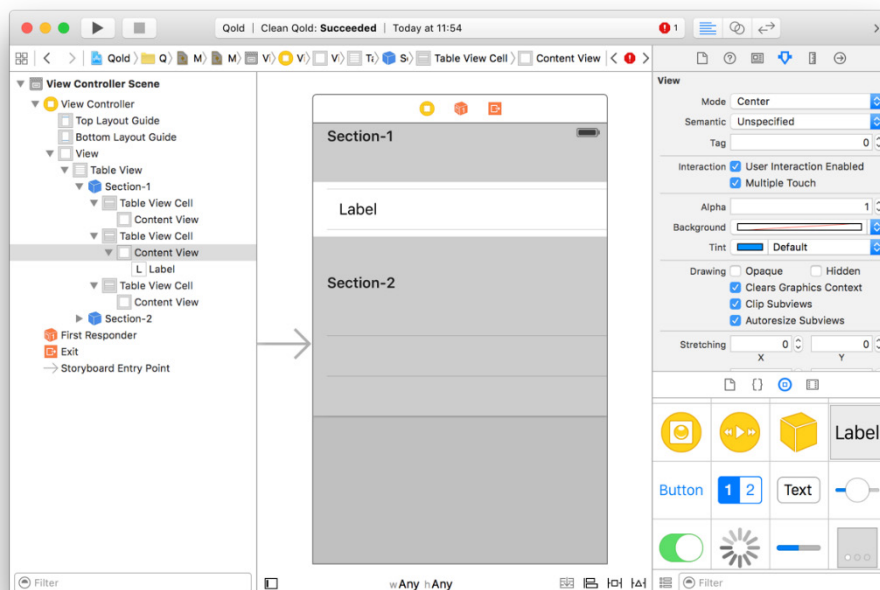 Qold | Clean Qold: Succeeded | Today at 11:54
1
Qold
Q
M
M
V
V
V
Ta
S
Table View Cell
Content View
View Controller Scene
View Controller
Top Layout Guide
Bottom Layout Guide
View
Table View
Section-1
Table View Cell
Content View
Table View Cell
Content View
L Label
Table View Cell
Content View
Section-2
First Responder
Exit
Storyboard Entry Point
Filter
Section-1
Label
Section-2
wAny hAny
View
Mode Center
Semantic Unspecified
Tag 0
Interaction User Interaction Enabled
Multiple Touch
Alpha 1
Background
Tint Default
Drawing Opaque Hidden
Clears Graphics Context
Clip Subviews
Autoresize Subviews
Stretching 0 0
X Y
{}
Label
Button 1 2 Text
Filter